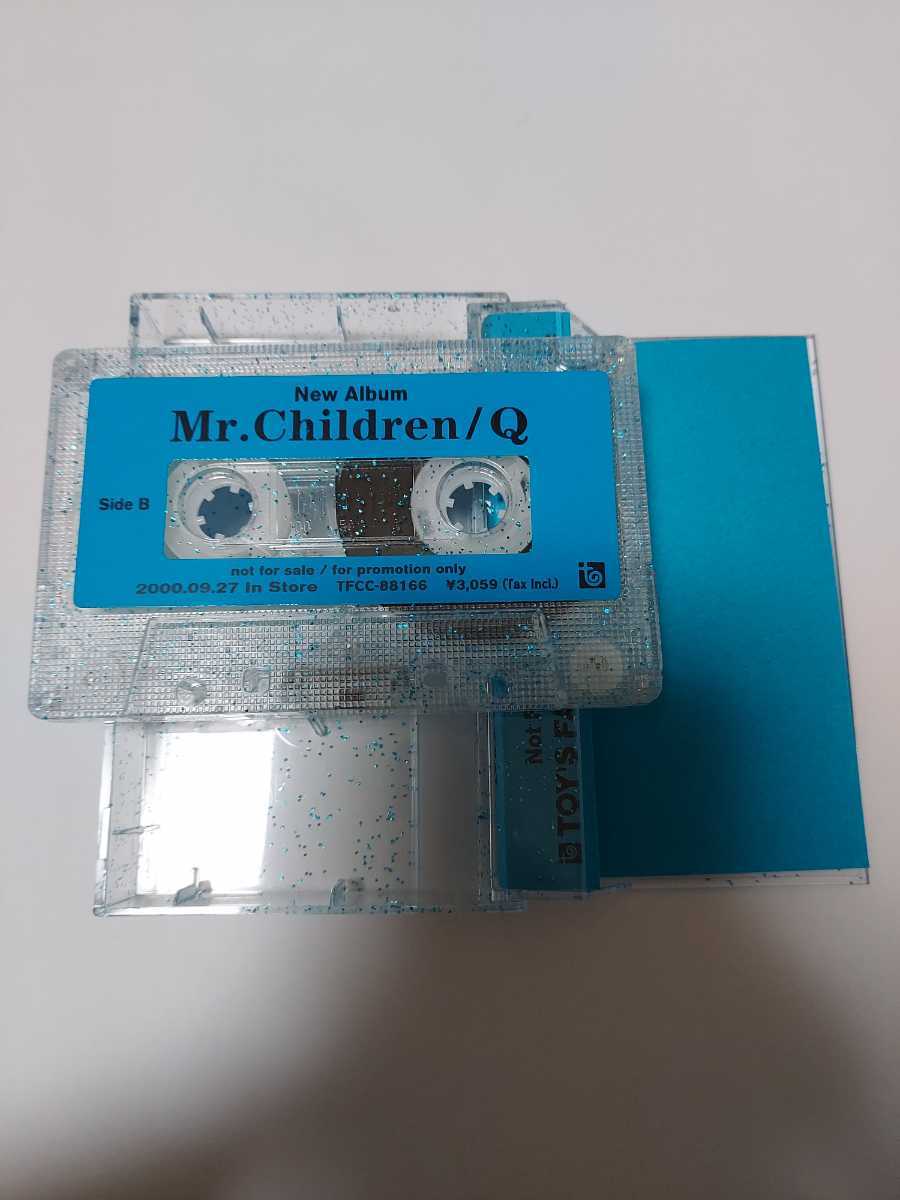 New Album
Mr.Children/Q
Side B
not for sale / for promotion only
2000.09.27 In Store TFCC-88166 ¥3,059 (Tax Incl.)
Not
TOY'S